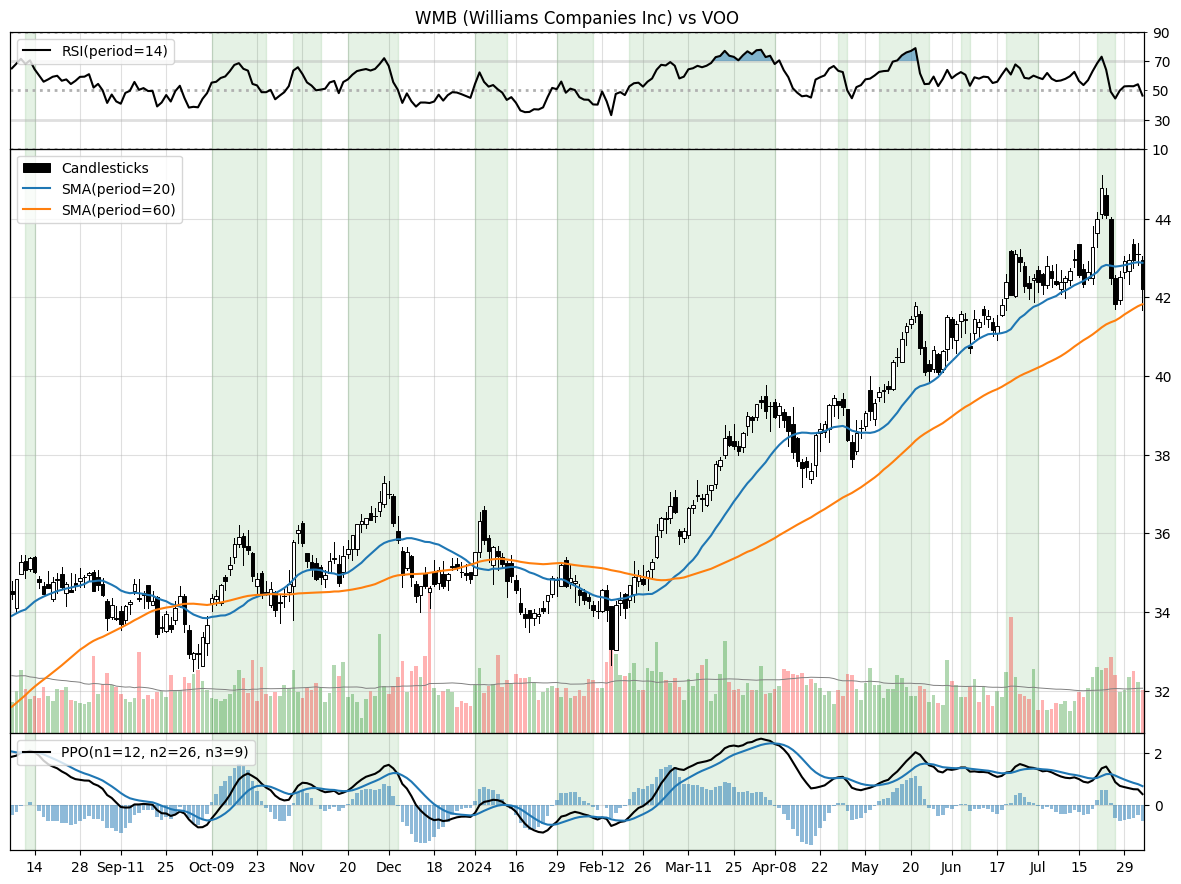 WMB (Williams Companies Inc) vs VOO
RSI(period=14)
90
70
50
30
10
Candlesticks
SMA(period=20)
SMA(period=60)
44
42
40
38
36
34
32
PPO(n1=12, n2=26, n3=9)
2
0
14 28 Sep-11 25 Oct-09 23 Nov 20 Dec 18 2024 16 29 Feb-12 26 Mar-11 25 Apr-08 22 May 20 Jun 17 Jul 15 29